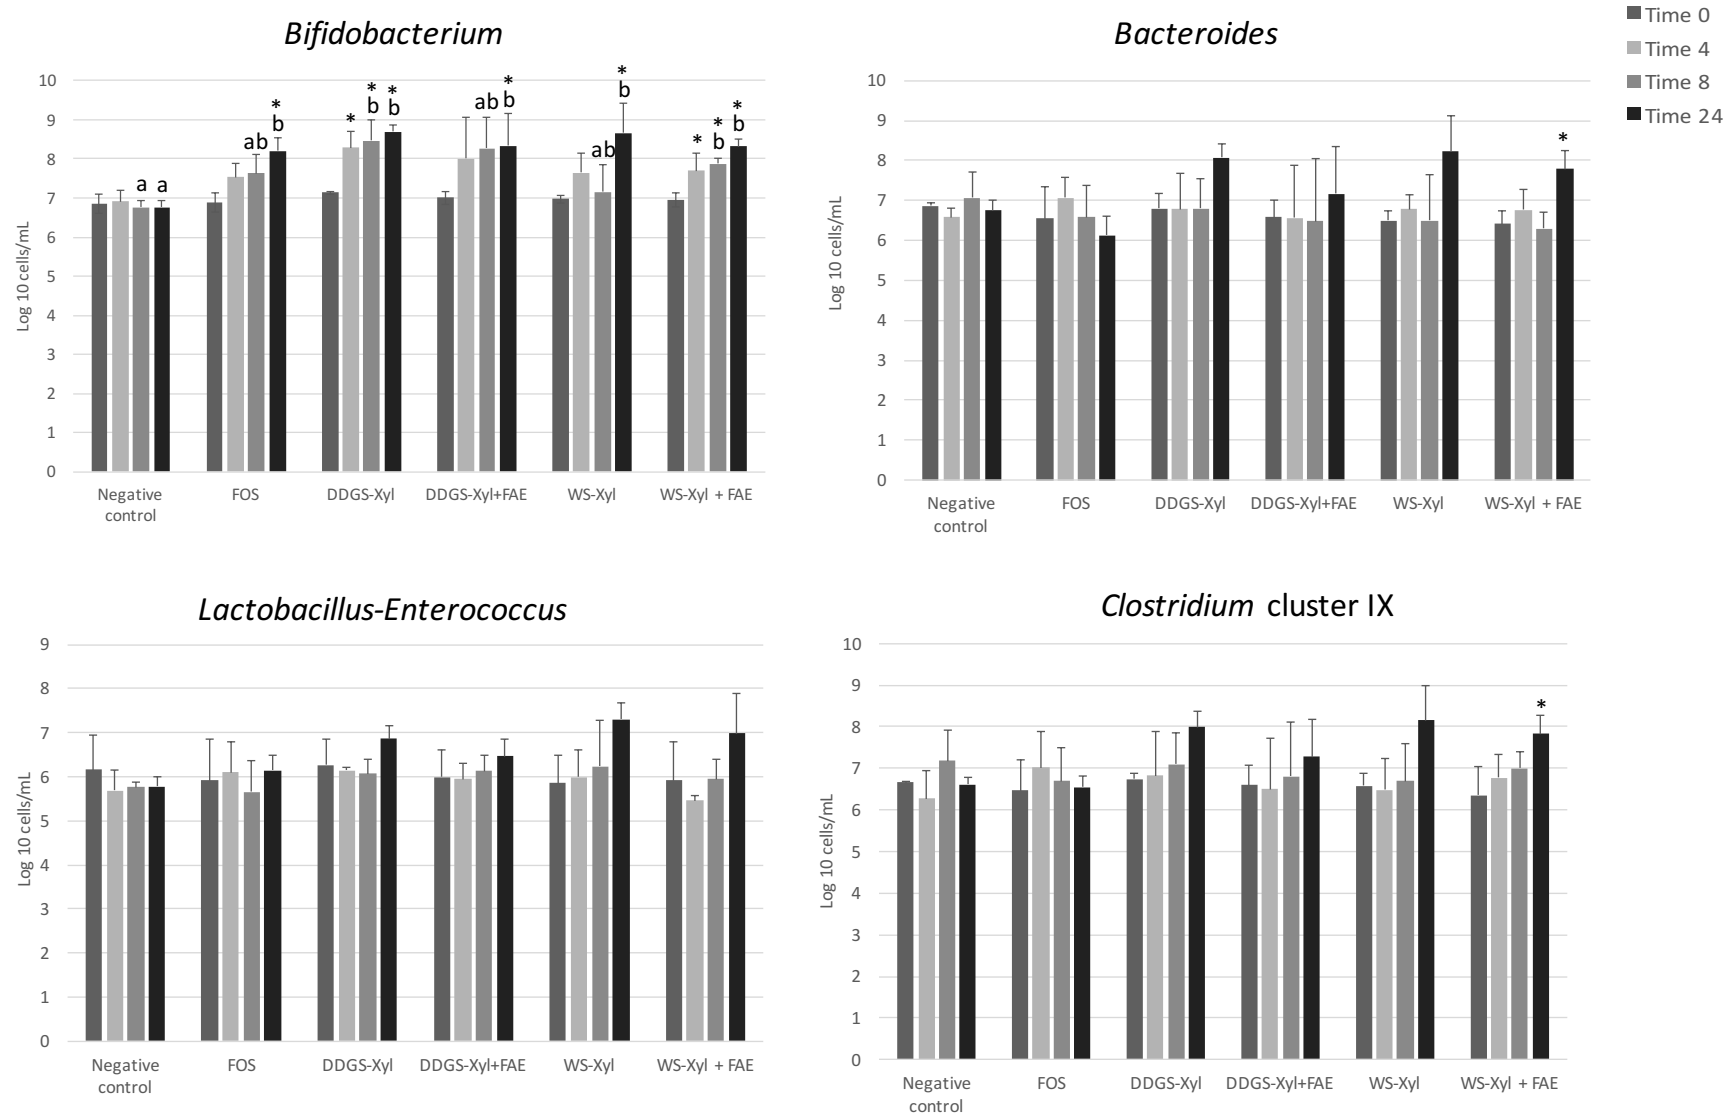 Bifidobacterium
10
9
8
7
6
5
4
3
2
1
0
Log 10 cells/mL
a a
ab
*
b
*
*
b
*
b
ab
*
b
ab
*
b
*
*
b
*
b
Negative
control
FOS
DDGS-Xyl
DDGS-Xyl+FAE
WS-Xyl
WS-Xyl + FAE
Bacteroides
10
9
8
7
6
5
4
3
2
1
0
Log 10 cells/mL
*
Negative
control
FOS
DDGS-Xyl
DDGS-Xyl+FAE
WS-Xyl
WS-Xyl + FAE
Time 0
Time 4
Time 8
Time 24
Lactobacillus-Enterococcus
9
8
7
6
5
4
3
2
1
0
Log 10 cells/mL
Negative
control
FOS
DDGS-Xyl
DDGS-Xyl+FAE
WS-Xyl
WS-Xyl + FAE
Clostridium cluster IX
10
9
8
7
6
5
4
3
2
1
0
Log 10 cells/mL
*
Negative
control
FOS
DDGS-Xyl
DDGS-Xyl+FAE
WS-Xyl
WS-Xyl + FAE